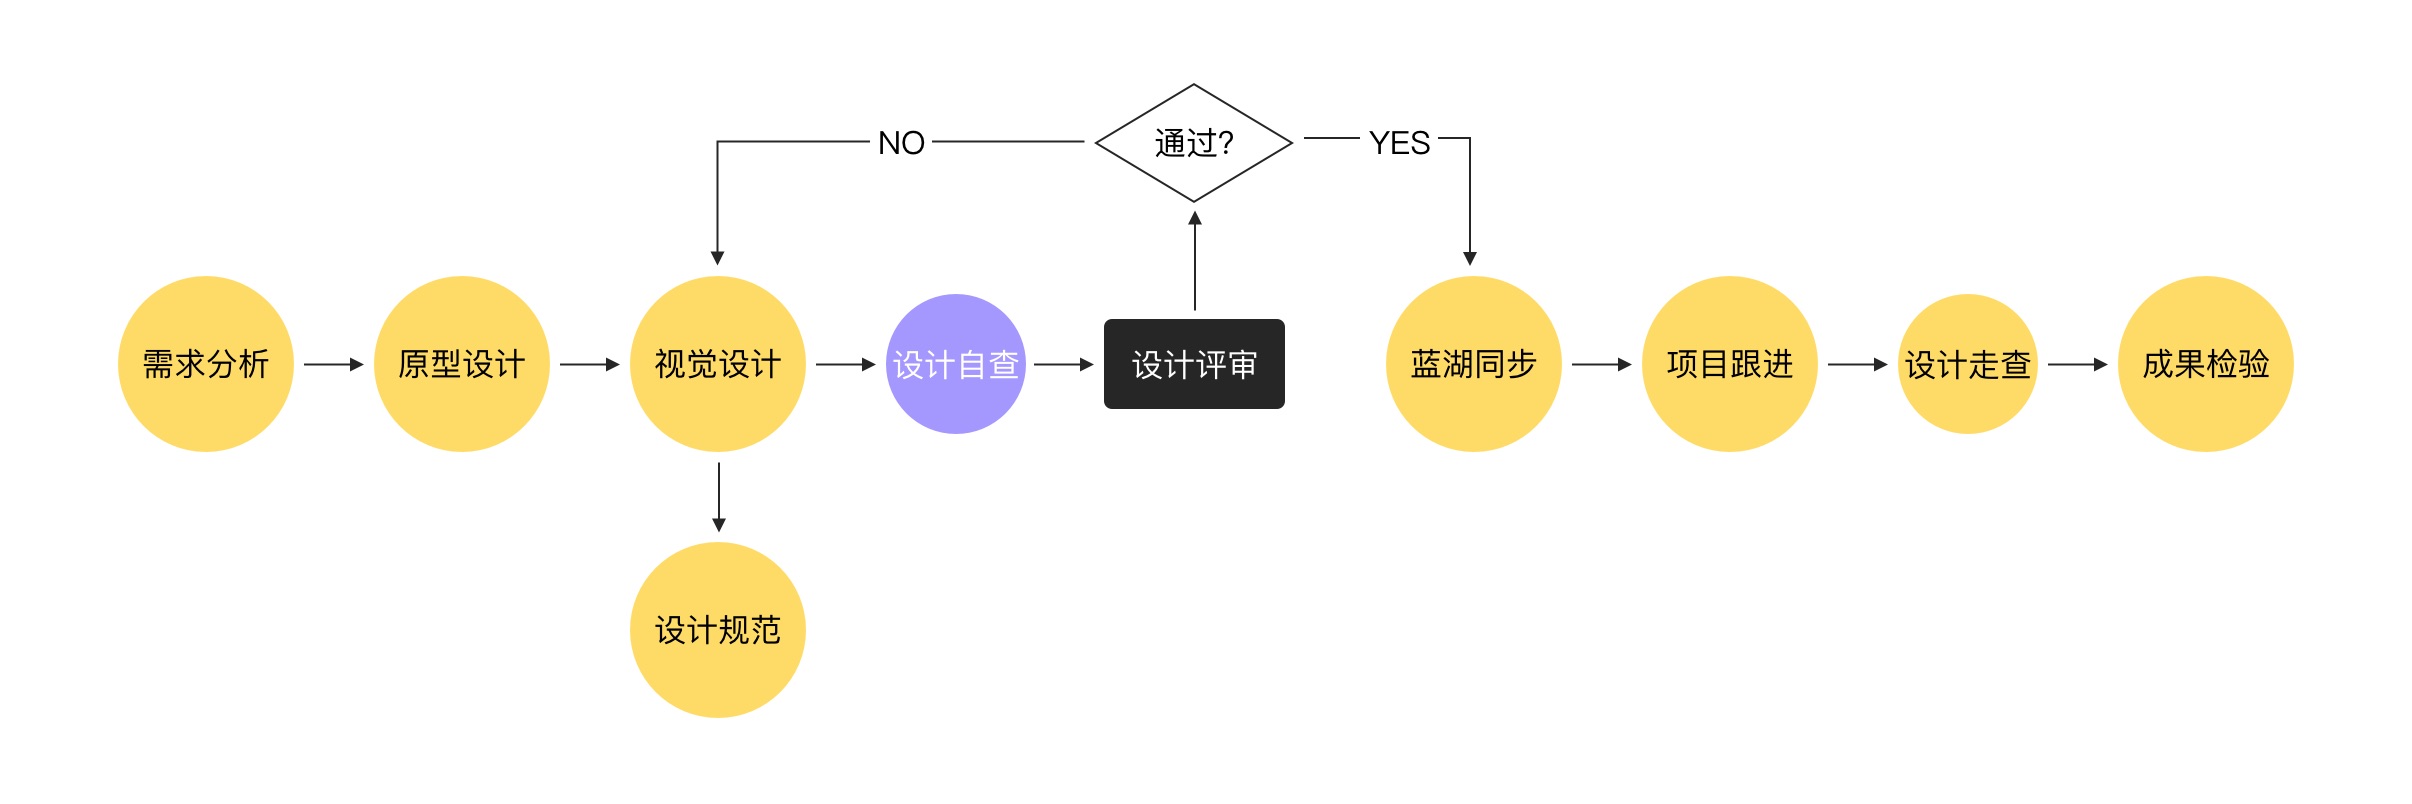 通过?
NO
YES
需求分析
原型设计
视觉设计
设计自查
设计评审
蓝湖同步
项目跟进
设计走查
成果检验
设计规范